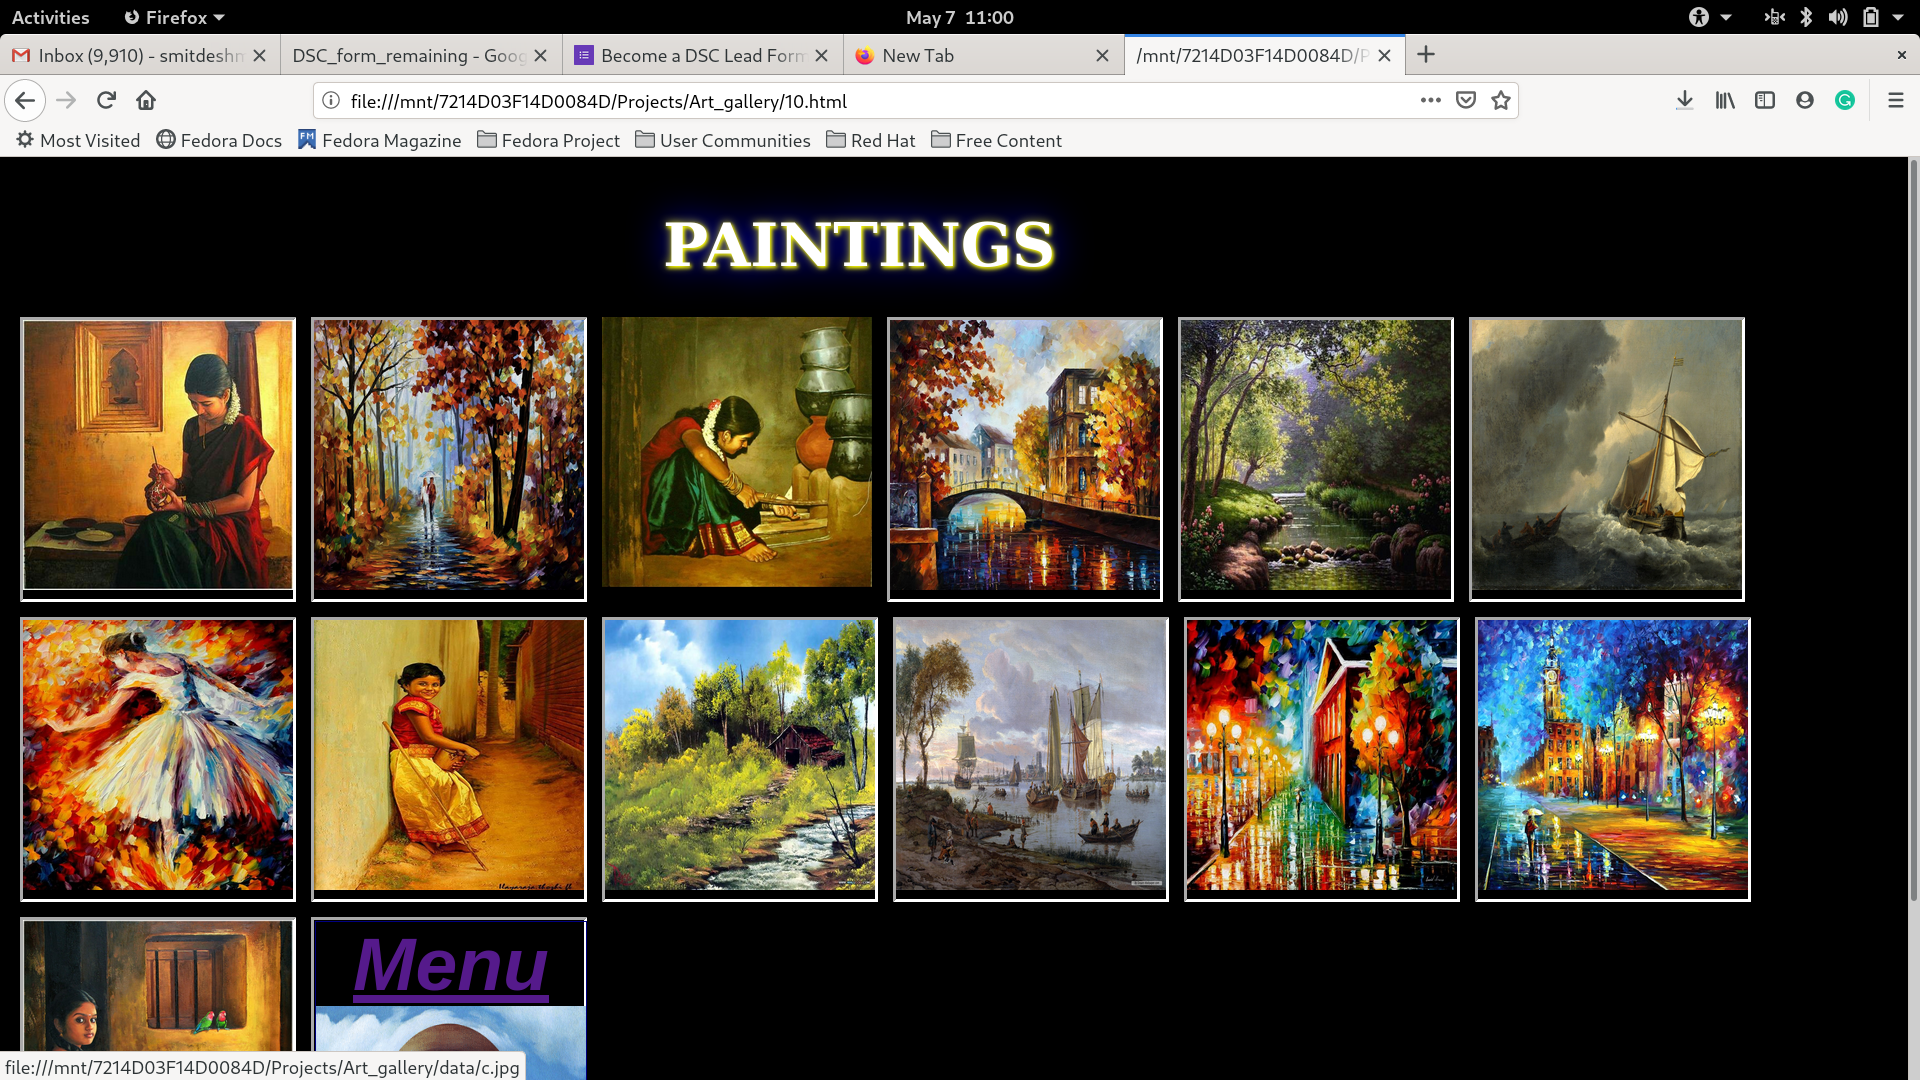 Activities Firefox May 7 11:00
Inbox (9,910) - smitdeshm DSC_form_remaining - Goog Become a DSC Lead Form New Tab /mnt/7214D03F14D0084D/P
file:///mnt/7214D03F14D0084D/Projects/Art_gallery/10.html
Most Visited Fedora Docs Fedora Magazine Fedora Project User Communities Red Hat Free Content
PAINTINGS
Menu
file:///mnt/7214D03F14D0084D/Projects/Art_gallery/data/c.jpg